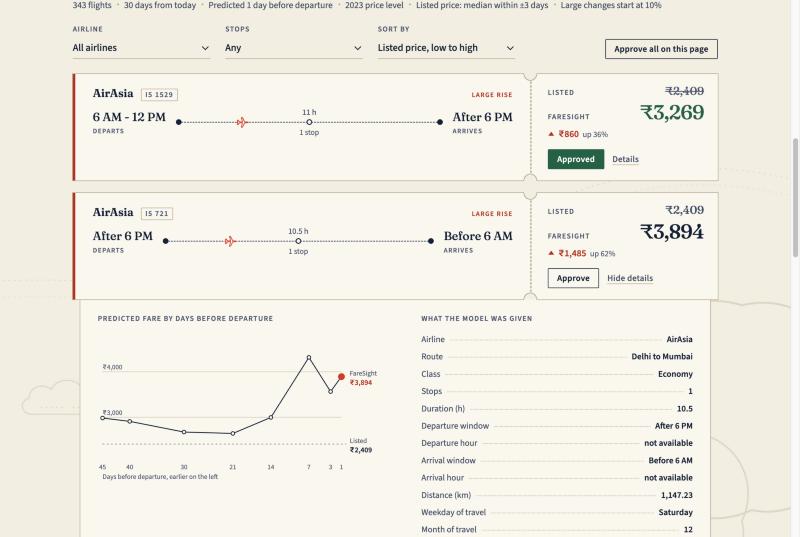 343 flights • 30 days from today • Predicted 1 day before departure • 2023 price level • Listed price: median within ±3 days • Large changes start at 10%
AIRLINE
All airlines
STOPS
Any
SORT BY
Listed price, low to high
Approve all on this page
AirAsia I5 1529
LARGE RISE
6 AM - 12 PM
DEPARTS
11 h
1 stop
After 6 PM
ARRIVES
LISTED ₹2,409
FARESIGHT ₹3,269
₹860 up 36%
Approved Details
AirAsia I5 721
LARGE RISE
After 6 PM
DEPARTS
10.5 h
1 stop
Before 6 AM
ARRIVES
LISTED ₹2,409
FARESIGHT ₹3,894
₹1,485 up 62%
Approve Hide details
PREDICTED FARE BY DAYS BEFORE DEPARTURE
₹4,000
FareSight
₹3,894
₹3,000
Listed
₹2,409
45 40 30 21 14 7 3 1
Days before departure, earlier on the left
WHAT THE MODEL WAS GIVEN
Airline AirAsia
Route Delhi to Mumbai
Class Economy
Stops 1
Duration (h) 10.5
Departure window After 6 PM
Departure hour not available
Arrival window Before 6 AM
Arrival hour not available
Distance (km) 1,147.23
Weekday of travel Saturday
Month of travel 12